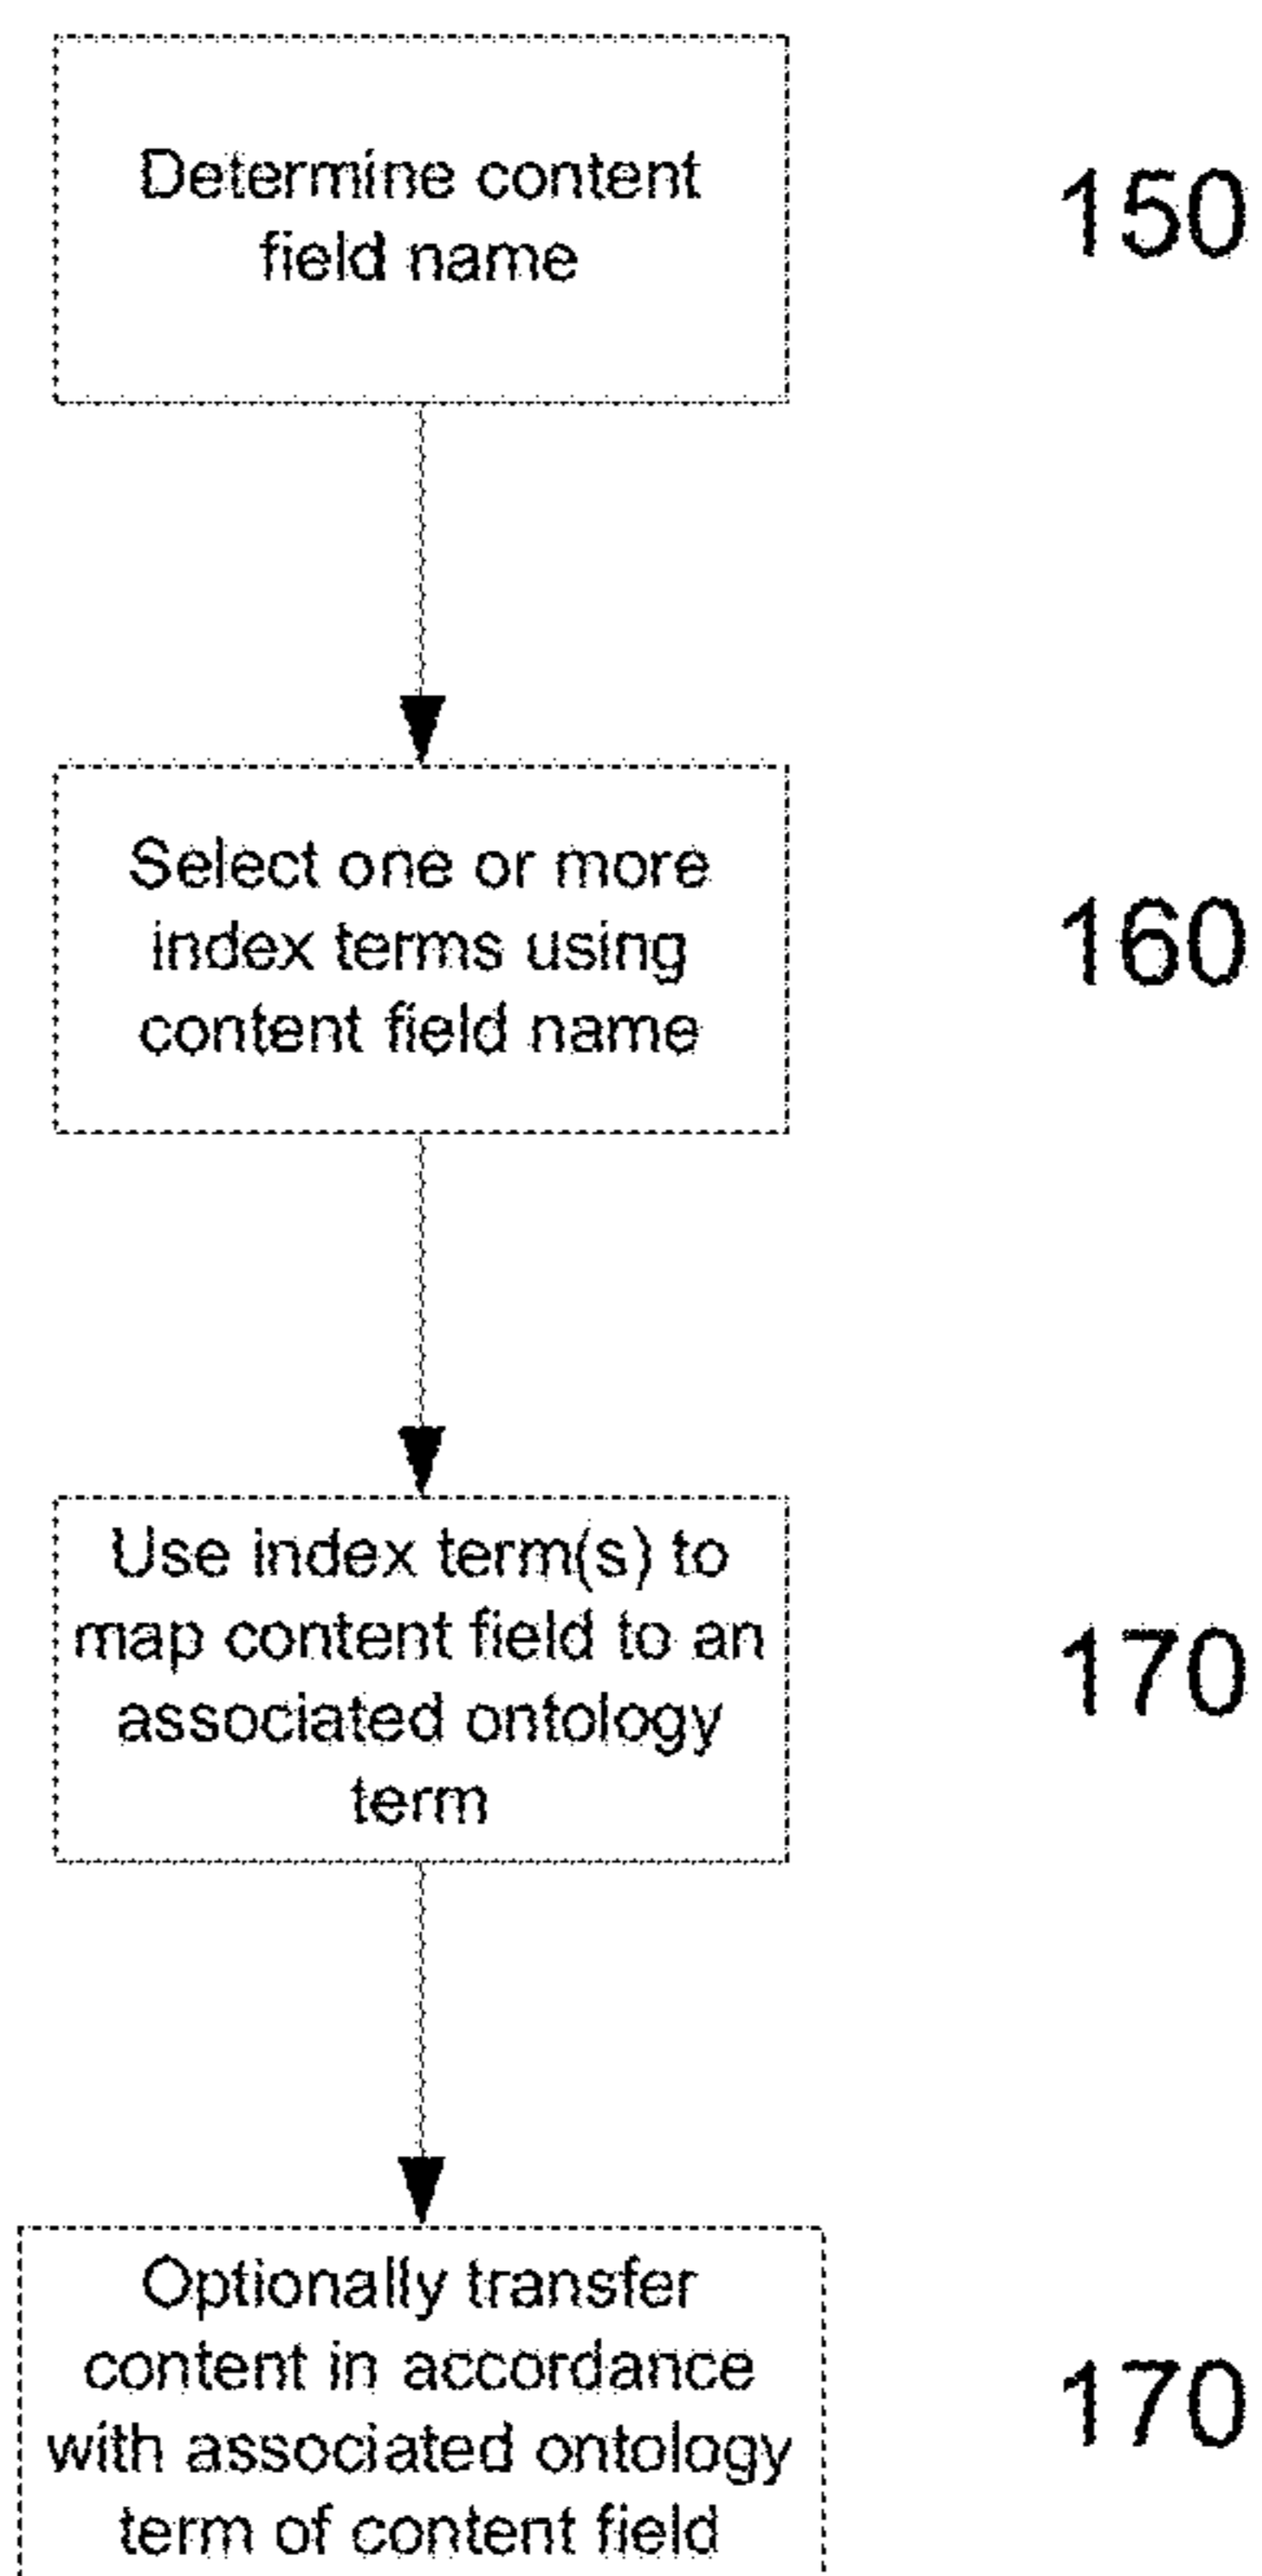 Determine content
field name
150
Select one or more
index terms using
content field name
160
Use index term(s) to
map content field to an
associated ontology
term
170
Optionally transfer
content in accordance
with associated ontology
term of content field
170